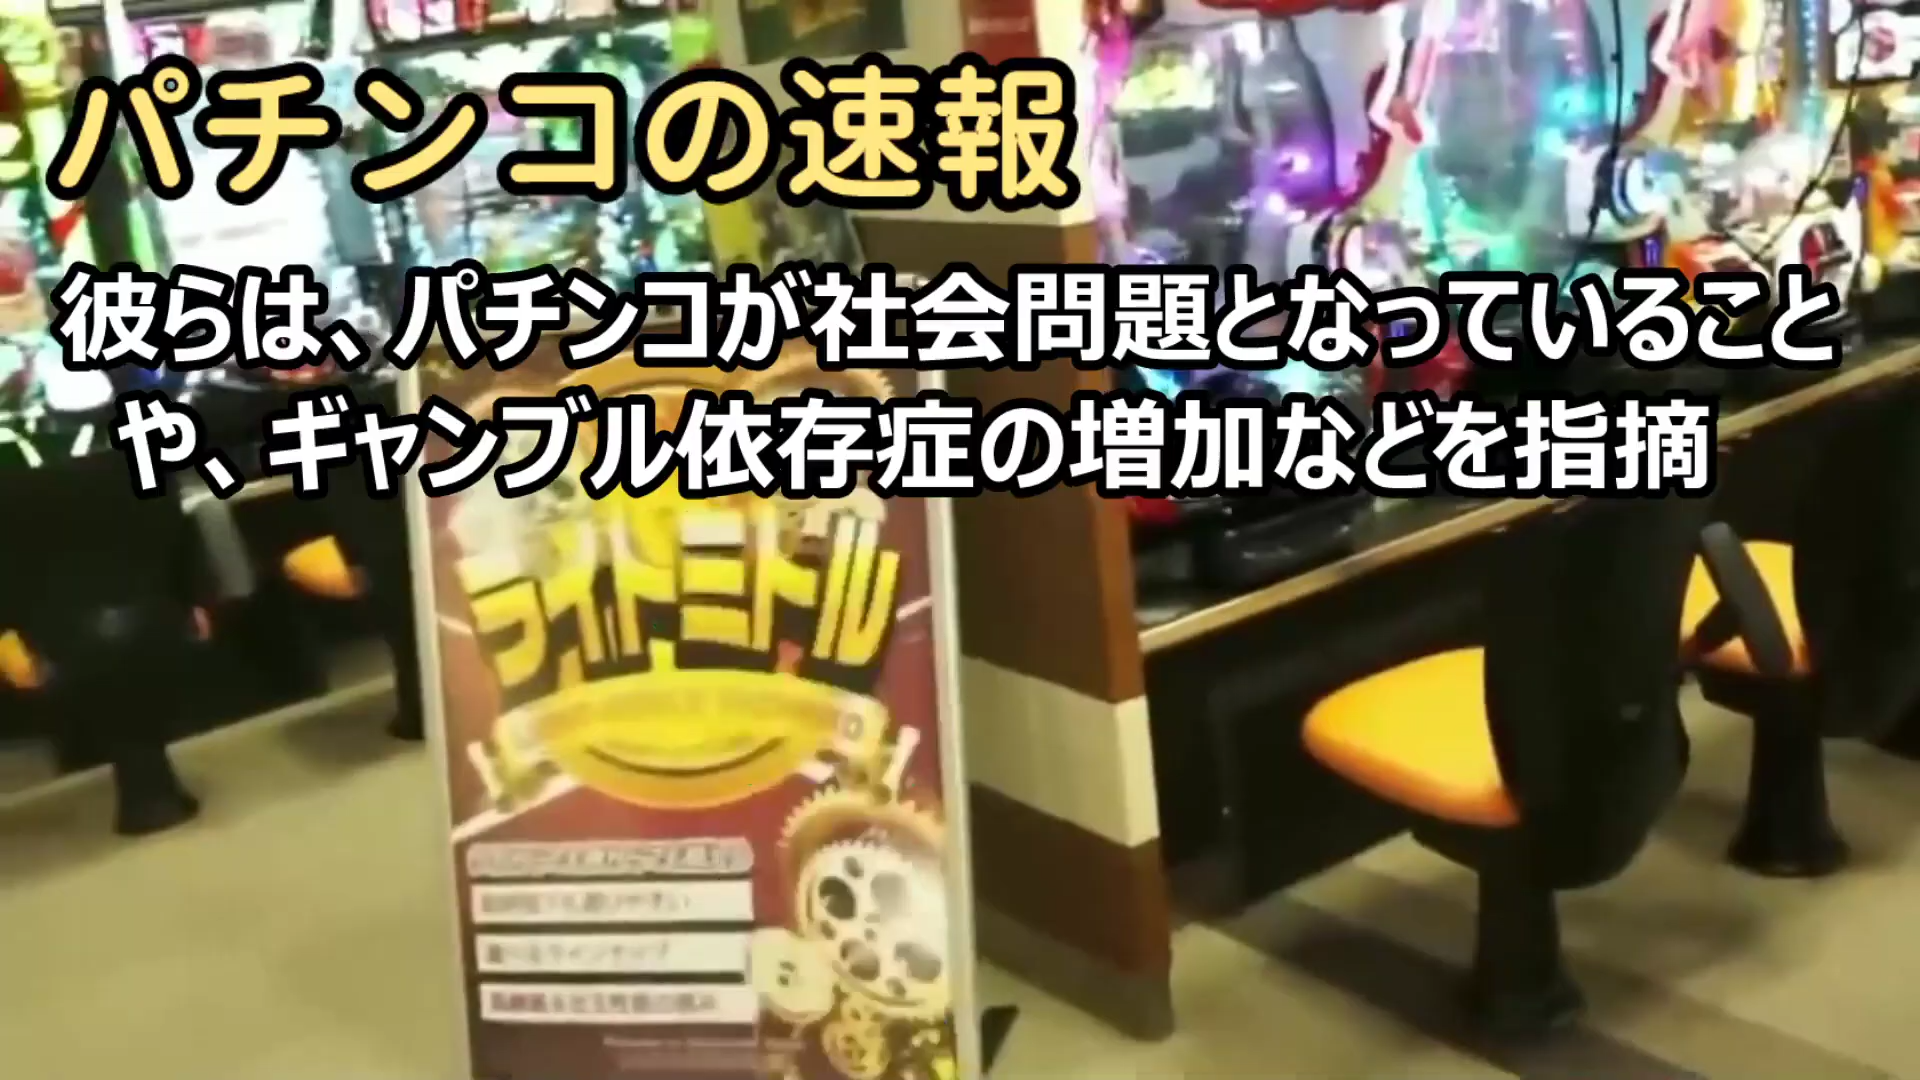 パチンコの速報
彼らは、パチンコが社会問題となっていること
や、ギャンブル依存症の増加などを指摘
ライトミドル